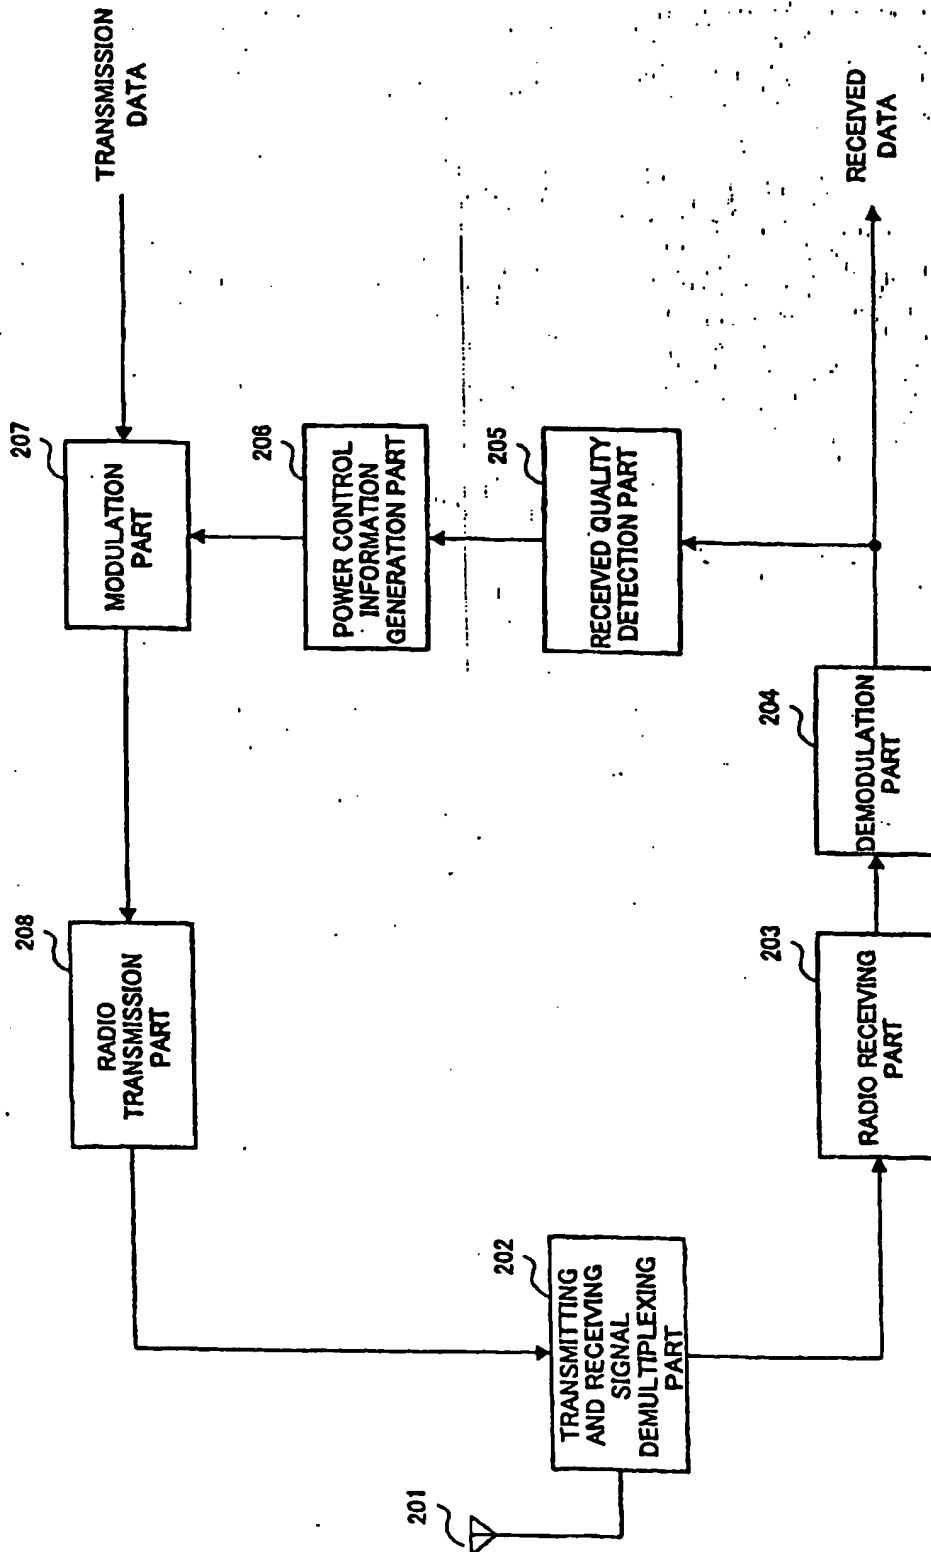 201
TRANSMITTING
AND RECEIVING
SIGNAL
DEMULTIPLEXING
PART
202
RADIO
TRANSMISSION
PART
208
MODULATION
PART
207
TRANSMISSION
DATA
POWER CONTROL
INFORMATION
GENERATION PART
206
RECEIVED QUALITY
DETECTION PART
205
RADIO RECEIVING
PART
203
DEMODULATION
PART
204
RECEIVED
DATA